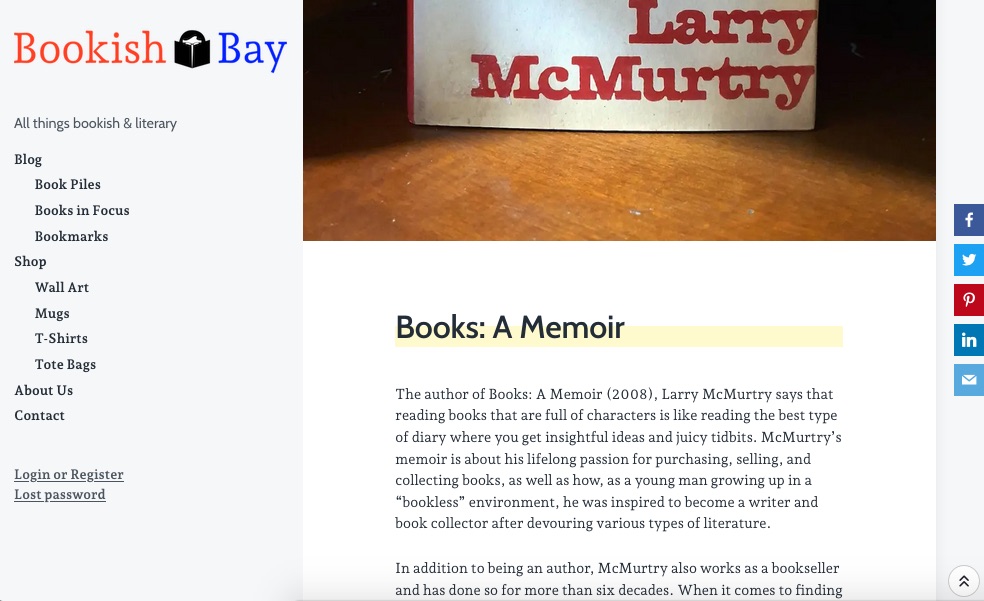 Bookish Bay
All things bookish & literary
Blog
Book Piles
Books in Focus
Bookmarks
Shop
Wall Art
Mugs
T-Shirts
Tote Bags
About Us
Contact
Login or Register
Lost password
Larry
McMurtry
Books: A Memoir
The author of Books: A Memoir (2008), Larry McMurtry says that
reading books that are full of characters is like reading the best type
of diary where you get insightful ideas and juicy tidbits. McMurtry’s
memoir is about his lifelong passion for purchasing, selling, and
collecting books, as well as how, as a young man growing up in a
“bookless” environment, he was inspired to become a writer and
book collector after devouring various types of literature.
In addition to being an author, McMurtry also works as a bookseller
and has done so for more than six decades. When it comes to finding